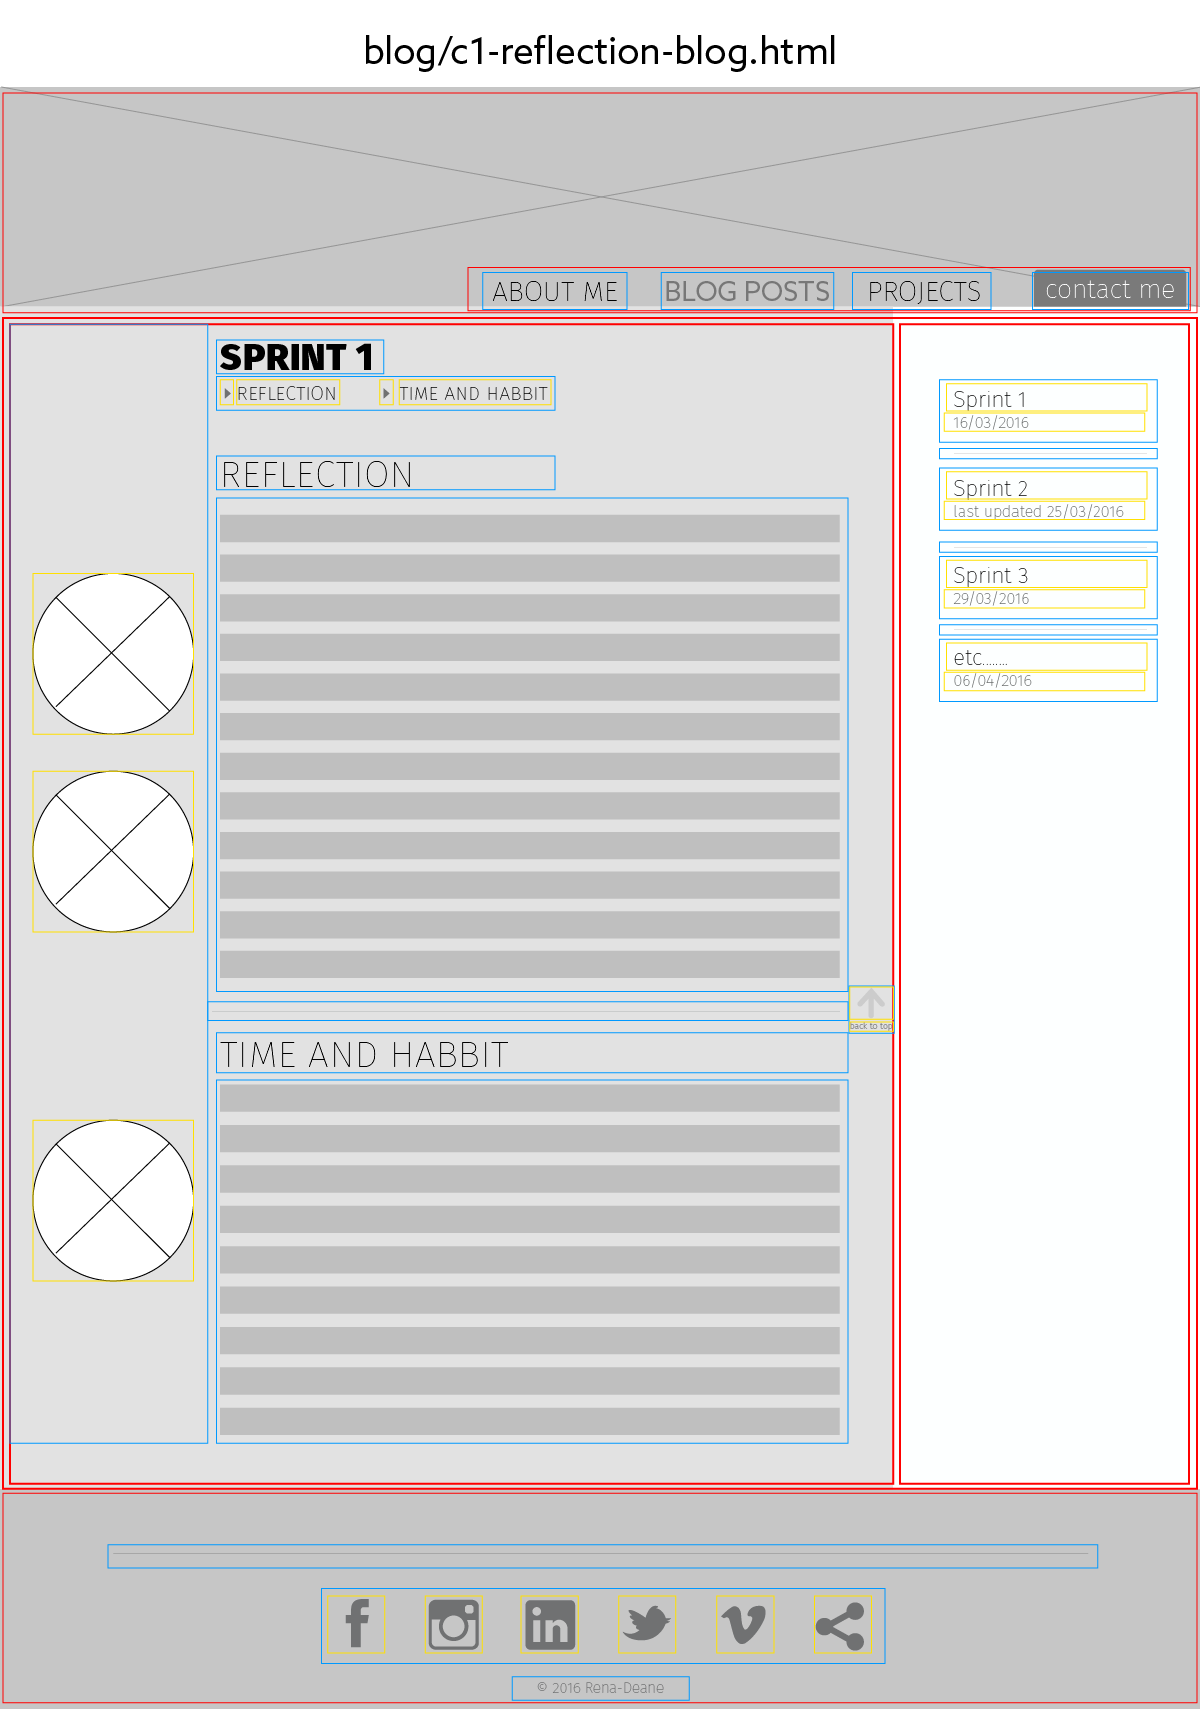 blog/c1-reflection-blog.html
ABOUT ME BLOG POSTS PROJECTS contact me
SPRINT 1
REFLECTION TIME AND HABBIT
REFLECTION
back to top
TIME AND HABBIT
Sprint 1
16/03/2016
Sprint 2
last updated 25/03/2016
Sprint 3
29/03/2016
etc.......
06/04/2016
f in
© 2016 Rena-Deane